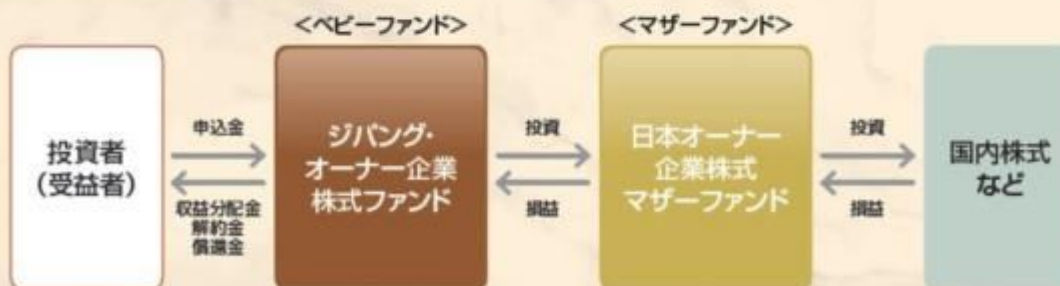 <ベビーファンド>
<マザーファンド>
投資者
(受益者)
申込金
収益分配金
解約金
償還金
ジパング・
オーナー企業
株式ファンド
投資
損益
日本オーナー
企業株式
マザーファンド
投資
損益
国内株式
など